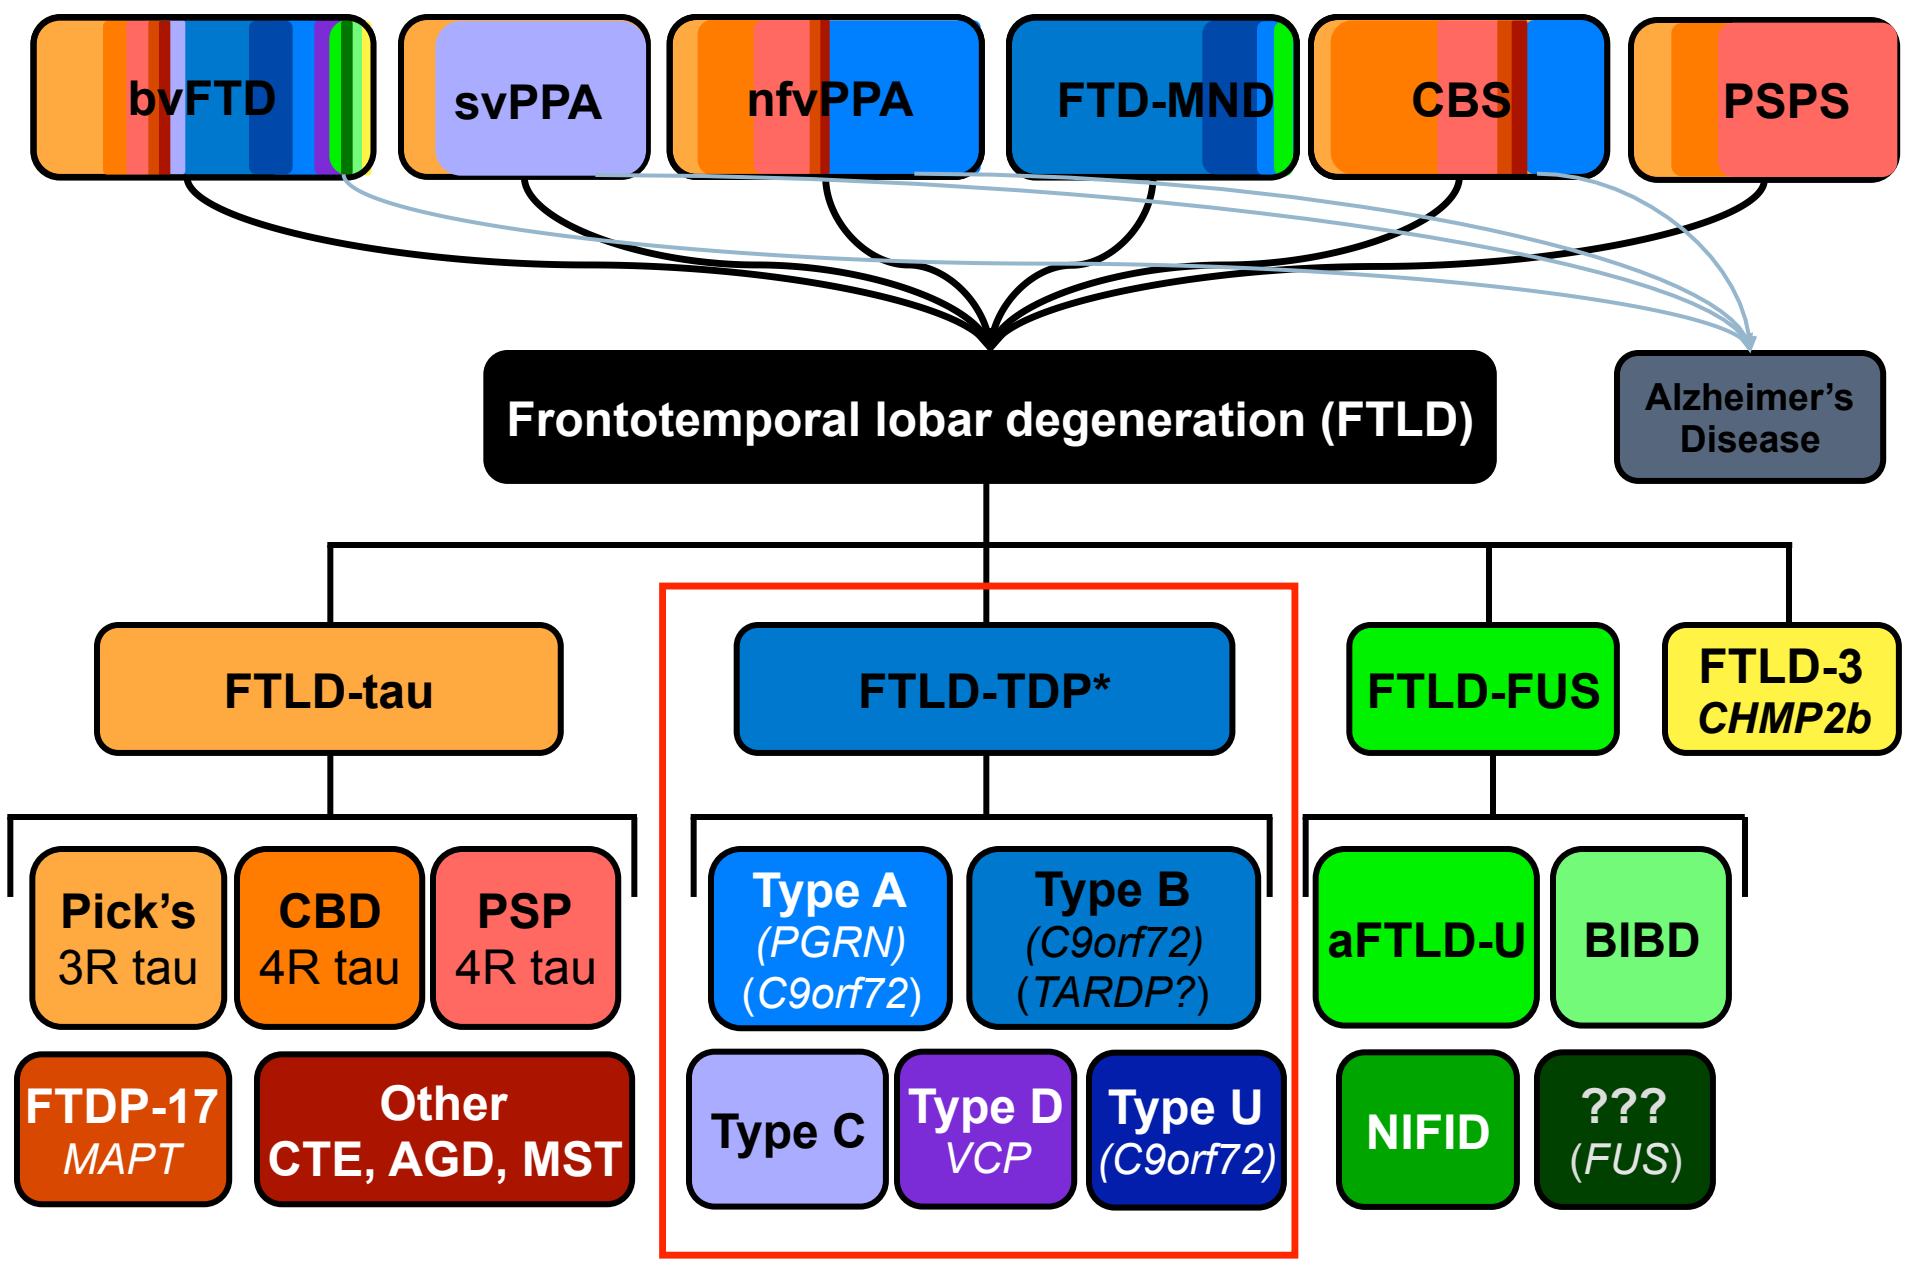 bvFTD
svPPA
nfvPPA
FTD-MND
CBS
PSPS
Frontotemporal lobar degeneration (FTLD)
Alzheimer's
Disease
FTLD-tau
FTLD-TDP*
FTLD-FUS
FTLD-3
CHMP2b
Pick's
3R tau
CBD
4R tau
PSP
4R tau
Type A
(PGRN)
(C9orf72)
Type B
(C9orf72)
(TARDP?)
aFTLD-U
BIBD
FTDP-17
MAPT
Other
CTE, AGD, MST
Type C
Type D
VCP
Type U
(C9orf72)
NIFID
???
(FUS)